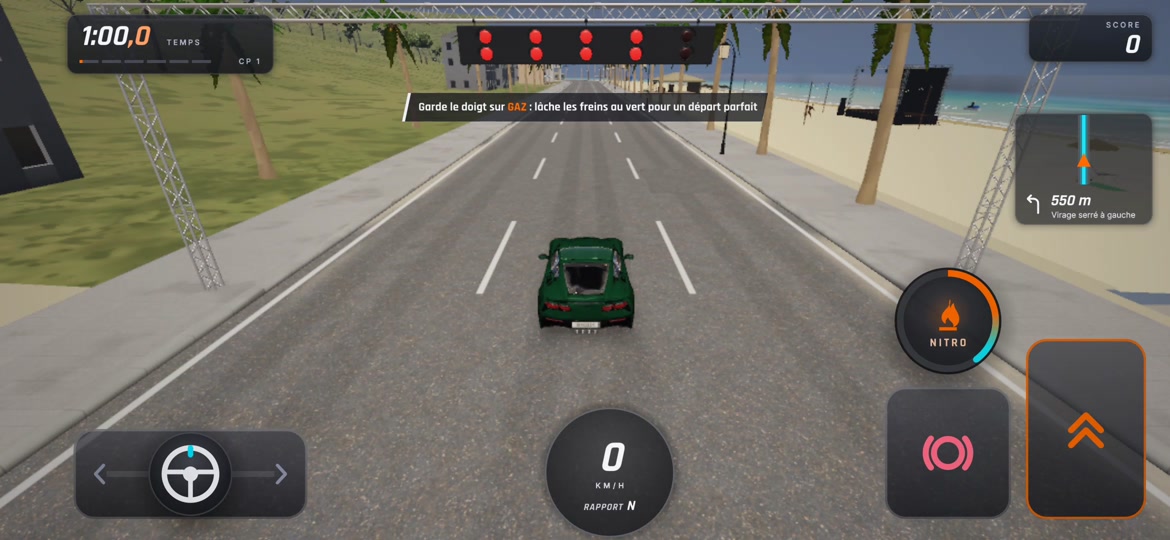 1:00,0 TEMPS
CP 1
SCORE
0
Garde le doigt sur GAZ : lâche les freins au vert pour un départ parfait
550 m
Virage serré à gauche
NITRO
0
KM/H
RAPPORT N